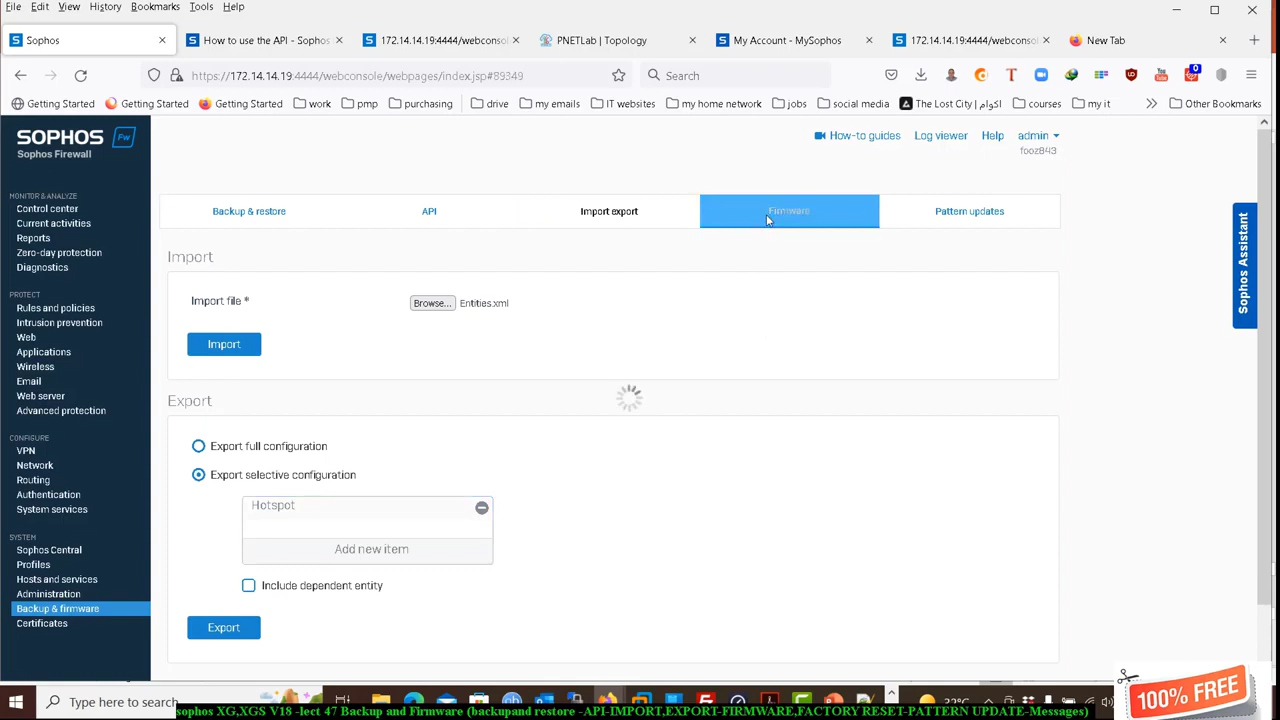 File Edit View History Bookmarks Tools Help
Sophos
How to use the API - Sophos
172.14.14.19:4444/webconsol
PNETLab | Topology
My Account - MySophos
172.14.14.19:4444/webconsol
New Tab
https://172.14.14.19:4444/webconsole/webpages/index.jsp#99349
Search
Getting Started Getting Started Getting Started work pmp purchasing drive my emails IT websites my home network jobs social media The Lost City | اكوام courses my it Other Bookmarks
SOPHOS Fw
Sophos Firewall
How-to guides Log viewer Help admin
fooz843
MONITOR & ANALYZE
Control center
Current activities
Reports
Zero-day protection
Diagnostics
PROTECT
Rules and policies
Intrusion prevention
Web
Applications
Wireless
Email
Web server
Advanced protection
CONFIGURE
VPN
Network
Routing
Authentication
System services
SYSTEM
Sophos Central
Profiles
Hosts and services
Administration
Backup & firmware
Certificates
Backup & restore API Import export Firmware Pattern updates
Import
Import file * Browse... Entities.xml
Import
Export
Export full configuration
Export selective configuration
Hotspot
Add new item
Include dependent entity
Export
Sophos Assistant
Type here to search
100% FREE
sophos XG,XGS V18 -lect 47 Backup and Firmware (backupand restore -API-IMPORT,EXPORT-FIRMWARE,FACTORY RESET-PATTERN UPDATE-Messages)